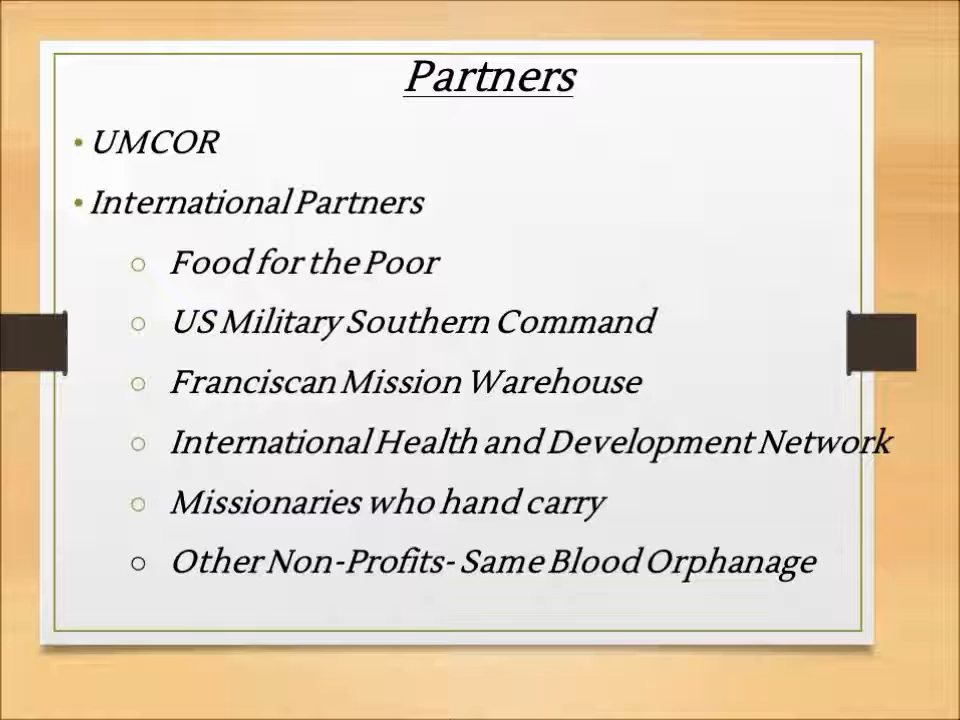 Partners
• UMCOR
• International Partners
○ Food for the Poor
○ US Military Southern Command
○ Franciscan Mission Warehouse
○ International Health and Development Network
○ Missionaries who hand carry
○ Other Non-Profits- Same Blood Orphanage